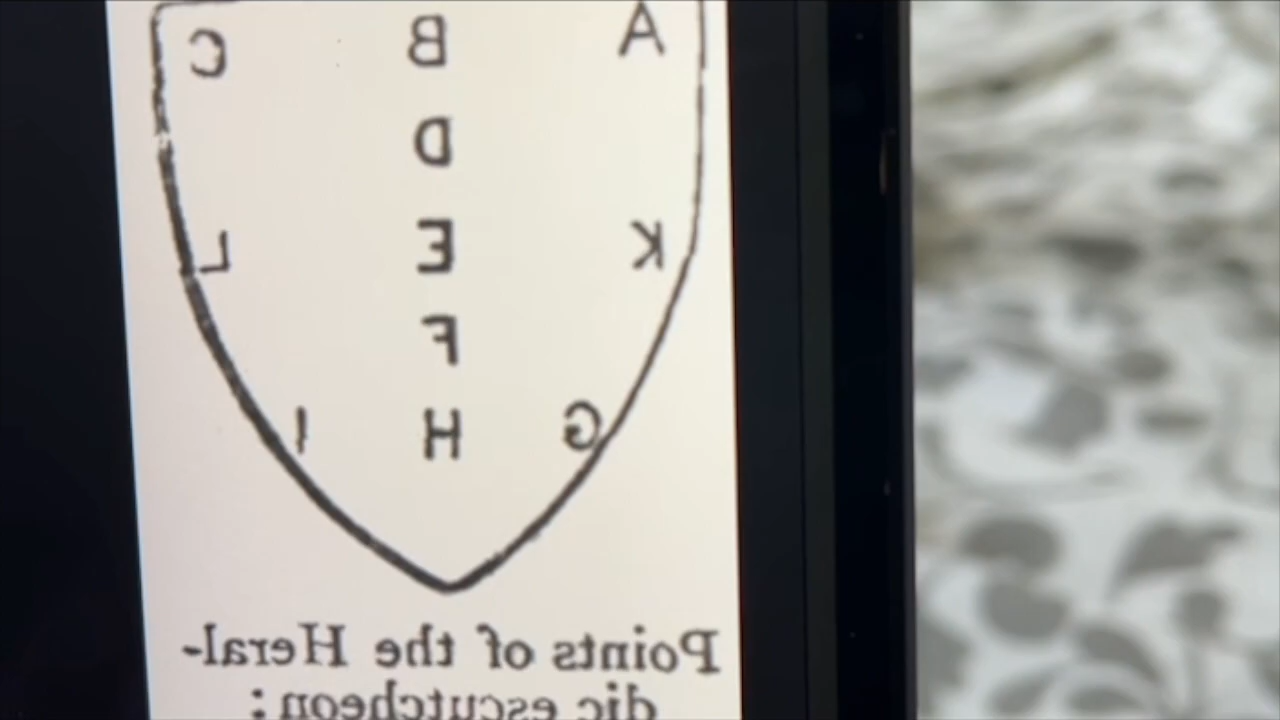 A B C
D
K E L
F
G H I
Points of the Heral-
dic escutcheon: